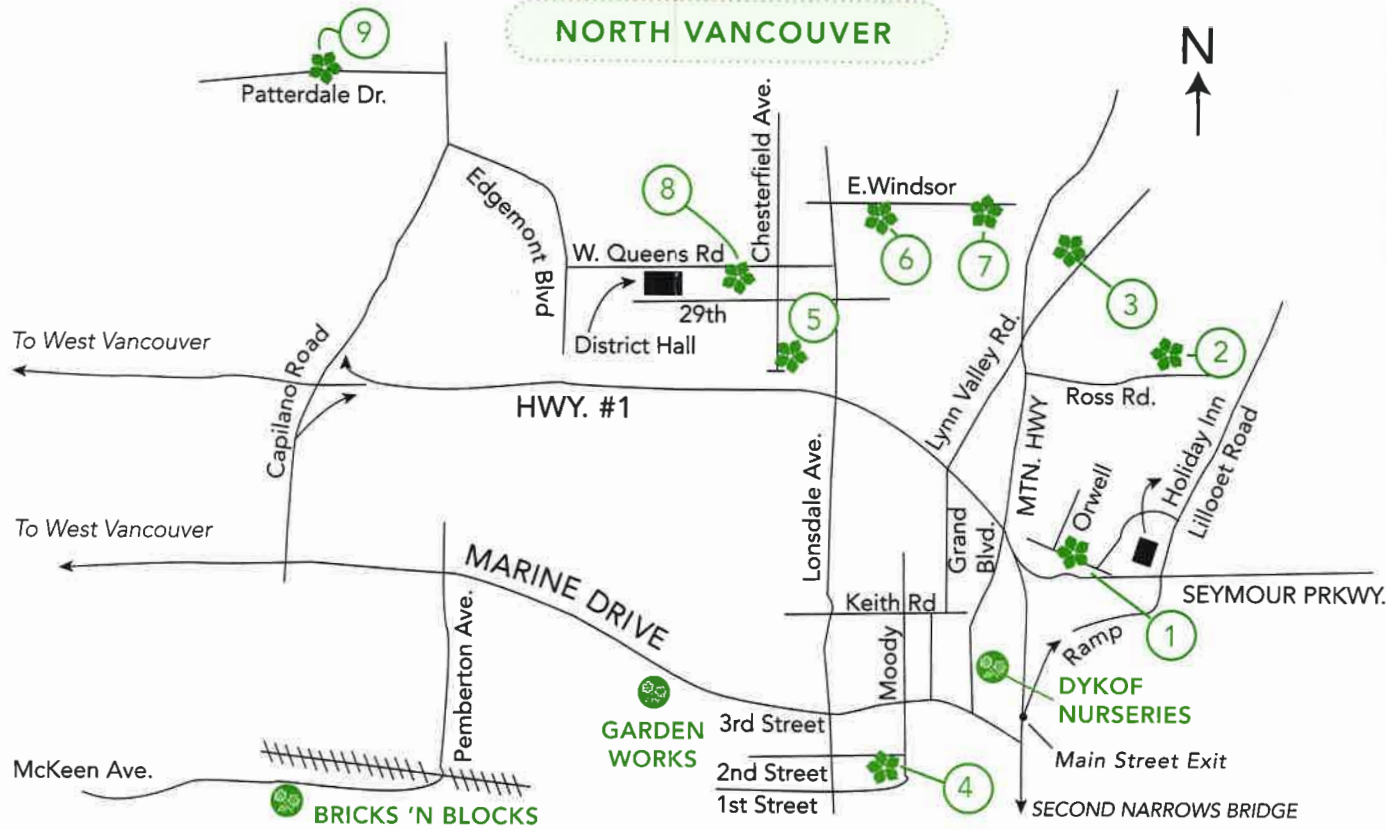 NORTH VANCOUVER
N
9
Patterdale Dr.
Chesterfield Ave.
Edgemont Blvd
8
E.Windsor
W. Queens Rd
6
7
3
29th
5
District Hall
2
To West Vancouver
Capilano Road
HWY. #1
Lynn Valley Rd.
Ross Rd.
MTN. HWY
Holiday Inn
Lillooet Road
Orwell
Lonsdale Ave.
Grand
Blvd.
To West Vancouver
MARINE DRIVE
Pemberton Ave.
Keith Rd
Moody
SEYMOUR PRKWY.
1
Ramp
DYKOF
NURSERIES
GARDEN
WORKS
3rd Street
Main Street Exit
McKeen Ave.
2nd Street
4
1st Street
BRICKS 'N BLOCKS
SECOND NARROWS BRIDGE